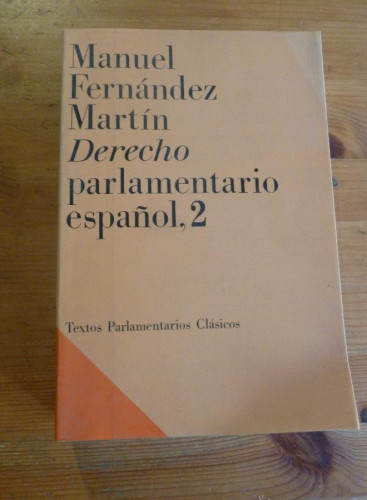 Manuel
Fernández
Martín
Derecho
parlamentario
español, 2
Textos Parlamentarios Clásicos